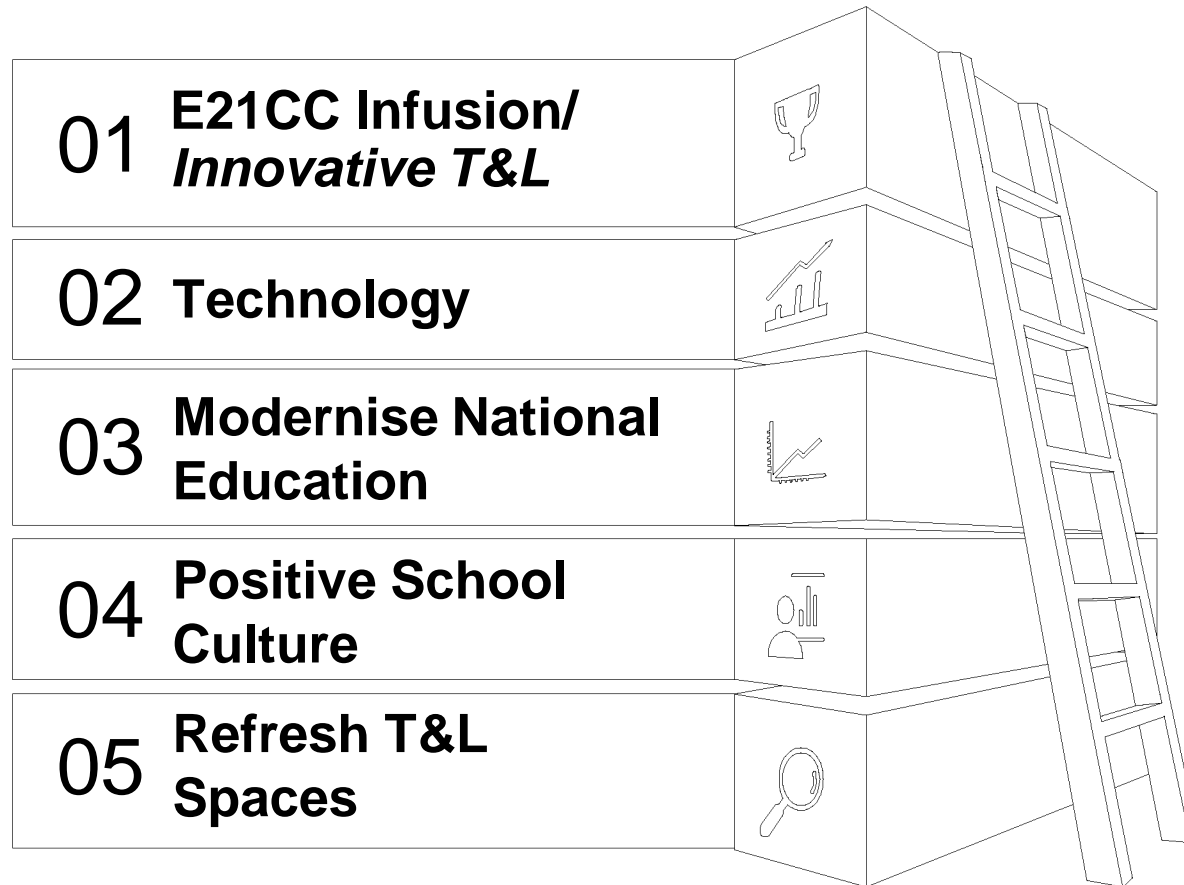 01
E21CC Infusion/
Innovative T&L
02
Technology
03
Modernise National
Education
04
Positive School
Culture
05
Refresh T&L
Spaces